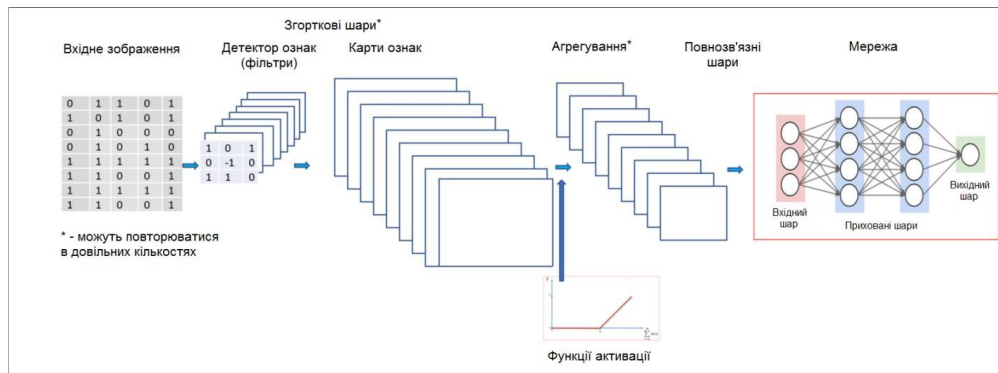 Згорткові шари*
Вхідне зображення
Детектор ознак
(фільтри)
Карти ознак
Агрегування*
Повнозв'язні
шари
Мережа
0 1 1 0 1
1 0 1 0 1
0 1 0 0 0
0 1 0 1 0
1 1 1 1 1
1 1 0 0 1
1 1 1 1 1
1 1 0 0 1
1 0 1
0 -1 0
1 1 0
* - можуть повторюватися
в довільних кількостях
Вхідний
шар
Приховані шари
Вихідний
шар
Функції активації